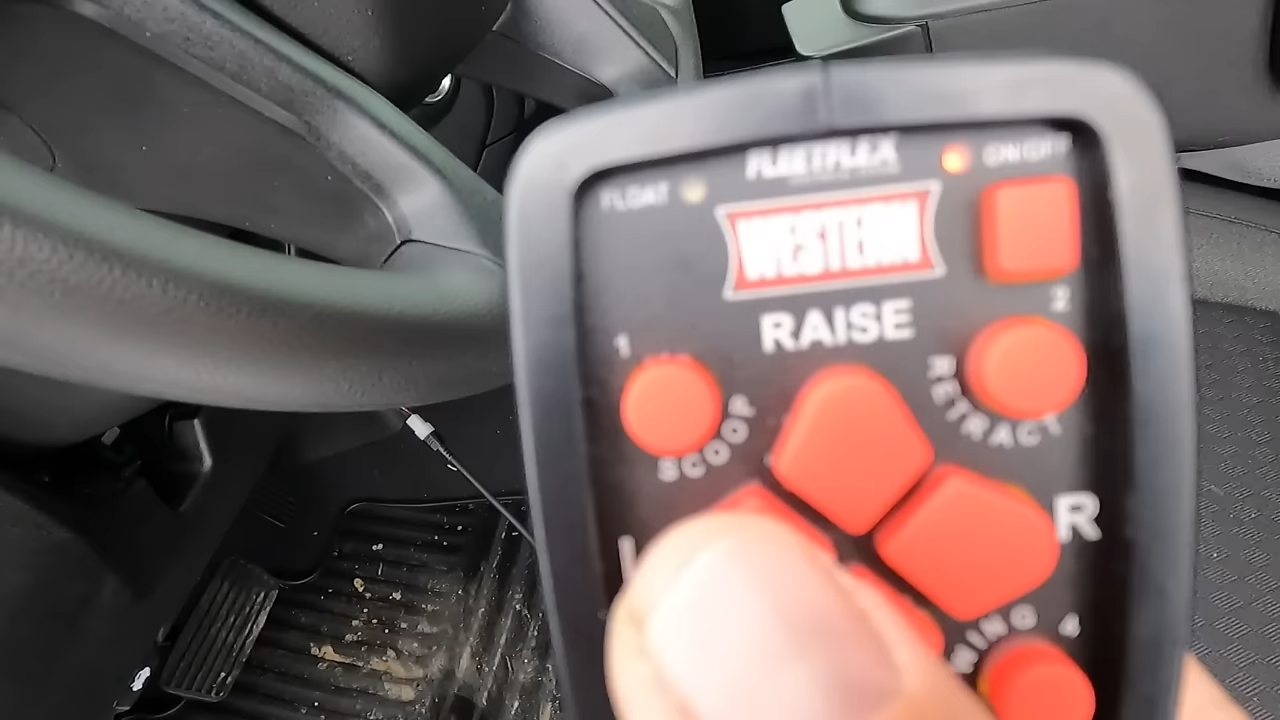 FLEETFLEX
FLOAT
ON/OFF
WESTERN
RAISE
1
2
SCOOP
RETRACT
R
4